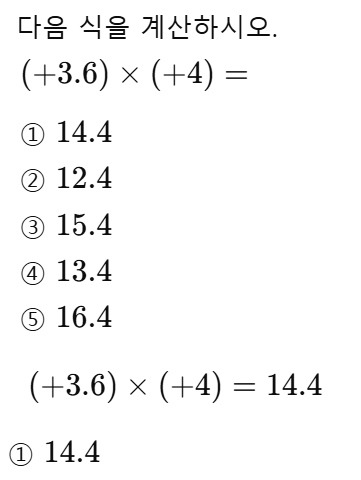 다음 식을 계산하시오.
(+3.6) × (+4) =
① 14.4
② 12.4
③ 15.4
④ 13.4
⑤ 16.4
(+3.6) × (+4) = 14.4
① 14.4